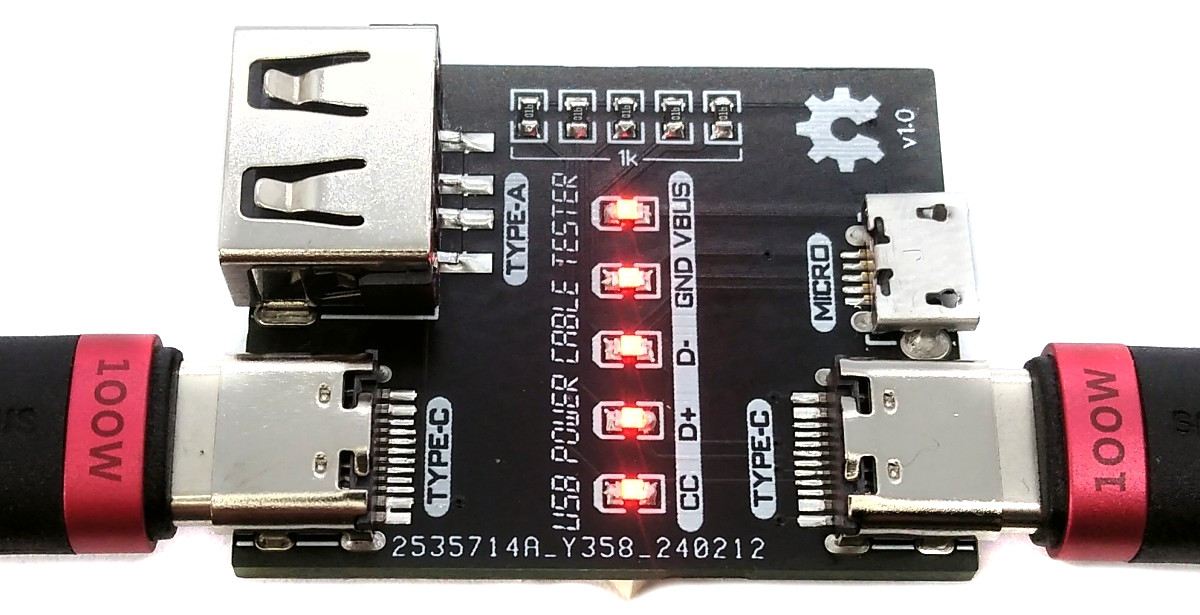 v1.0
1k
TYPE-A
USB POWER CABLE TESTER
VBUS
GND
D-
D+
CC
MICRO
100W
TYPE-C
TYPE-C
100W
2535714A_Y358_240212